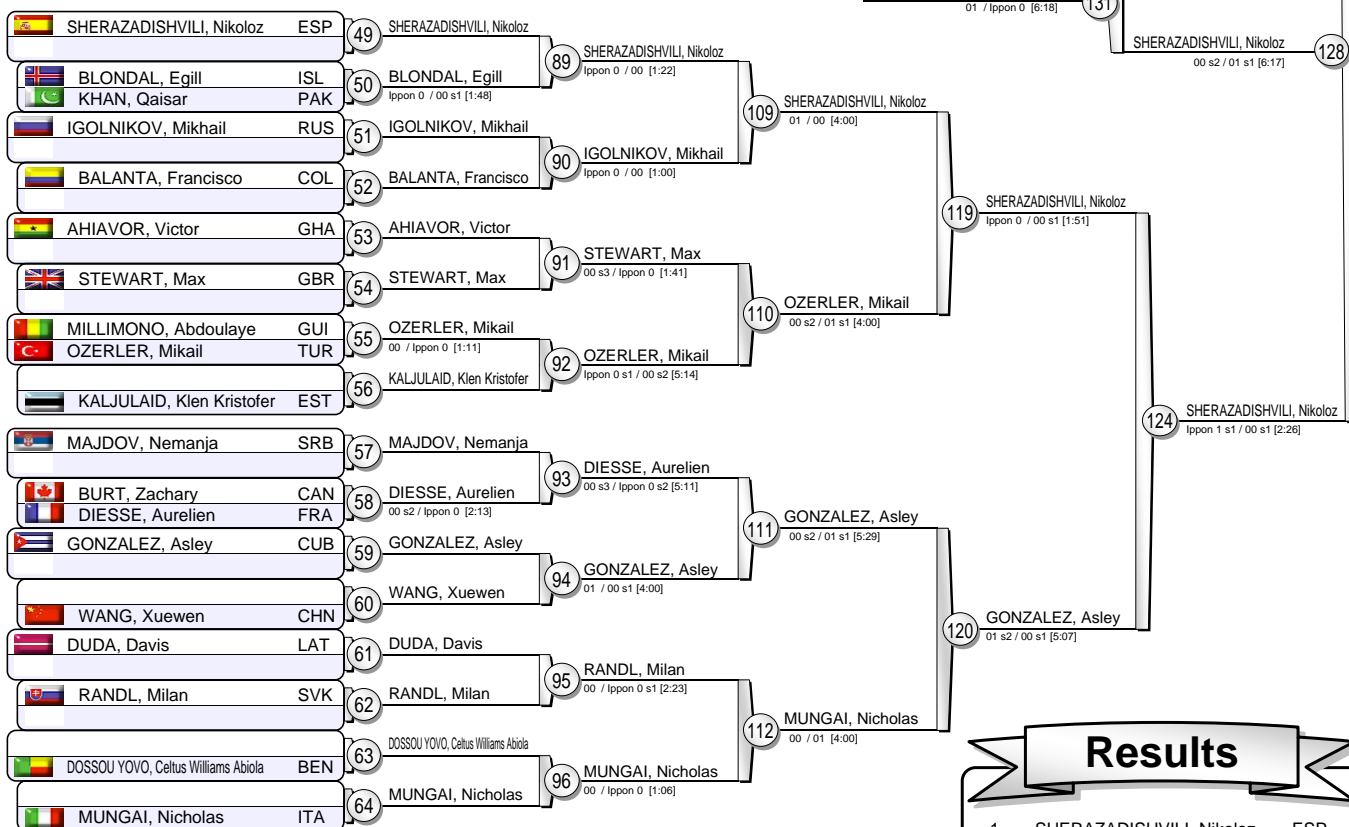 01 / Ippon 0 [6:18]
131
SHERAZADISHVILI, Nikoloz
00 s2 / 01 s1 [6:17]
128
SHERAZADISHVILI, Nikoloz ESP
49
SHERAZADISHVILI, Nikoloz
BLONDAL, Egill ISL
KHAN, Qaisar PAK
50
BLONDAL, Egill
Ippon 0 / 00 s1 [1:48]
89
SHERAZADISHVILI, Nikoloz
Ippon 0 / 00 [1:22]
IGOLNIKOV, Mikhail RUS
51
IGOLNIKOV, Mikhail
BALANTA, Francisco COL
52
BALANTA, Francisco
90
IGOLNIKOV, Mikhail
Ippon 0 / 00 [1:00]
109
SHERAZADISHVILI, Nikoloz
01 / 00 [4:00]
AHIAVOR, Victor GHA
53
AHIAVOR, Victor
STEWART, Max GBR
54
STEWART, Max
91
STEWART, Max
00 s3 / Ippon 0 [1:41]
MILLIMONO, Abdoulaye GUI
OZERLER, Mikail TUR
55
OZERLER, Mikail
00 / Ippon 0 [1:11]
KALJULAID, Klen Kristofer EST
56
KALJULAID, Klen Kristofer
92
OZERLER, Mikail
Ippon 0 s1 / 00 s2 [5:14]
110
OZERLER, Mikail
00 s2 / 01 s1 [4:00]
119
SHERAZADISHVILI, Nikoloz
Ippon 0 / 00 s1 [1:51]
MAJDOV, Nemanja SRB
57
MAJDOV, Nemanja
BURT, Zachary CAN
DIESSE, Aurelien FRA
58
DIESSE, Aurelien
00 s2 / Ippon 0 [2:13]
93
DIESSE, Aurelien
00 s3 / Ippon 0 s2 [5:11]
GONZALEZ, Asley CUB
59
GONZALEZ, Asley
WANG, Xuewen CHN
60
WANG, Xuewen
94
GONZALEZ, Asley
01 / 00 s1 [4:00]
111
GONZALEZ, Asley
00 s2 / 01 s1 [5:29]
DUDA, Davis LAT
61
DUDA, Davis
RANDL, Milan SVK
62
RANDL, Milan
95
RANDL, Milan
00 / Ippon 0 s1 [2:23]
DOSSOU YOVO, Celtus Williams Abiola BEN
63
DOSSOU YOVO, Celtus Williams Abiola
MUNGAI, Nicholas ITA
64
MUNGAI, Nicholas
96
MUNGAI, Nicholas
00 / Ippon 0 [1:06]
112
MUNGAI, Nicholas
00 / 01 [4:00]
120
GONZALEZ, Asley
01 s2 / 00 s1 [5:07]
124
SHERAZADISHVILI, Nikoloz
Ippon 1 s1 / 00 s1 [2:26]
Results
1 SHERAZADISHVILI, Nikoloz ESP